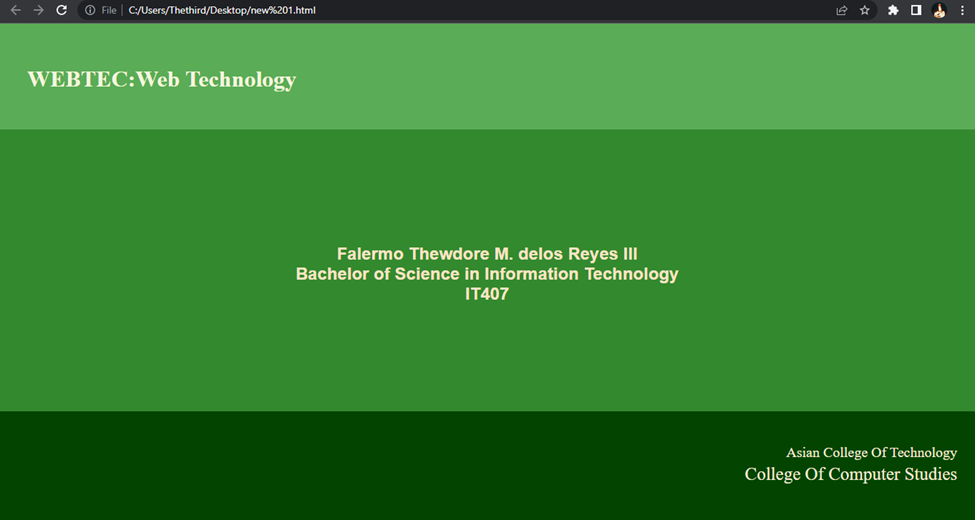 File
C:/Users/Thethird/Desktop/new%201.html
WEBTEC:Web Technology
Falermo Thewdore M. delos Reyes III
Bachelor of Science in Information Technology
IT407
Asian College Of Technology
College Of Computer Studies